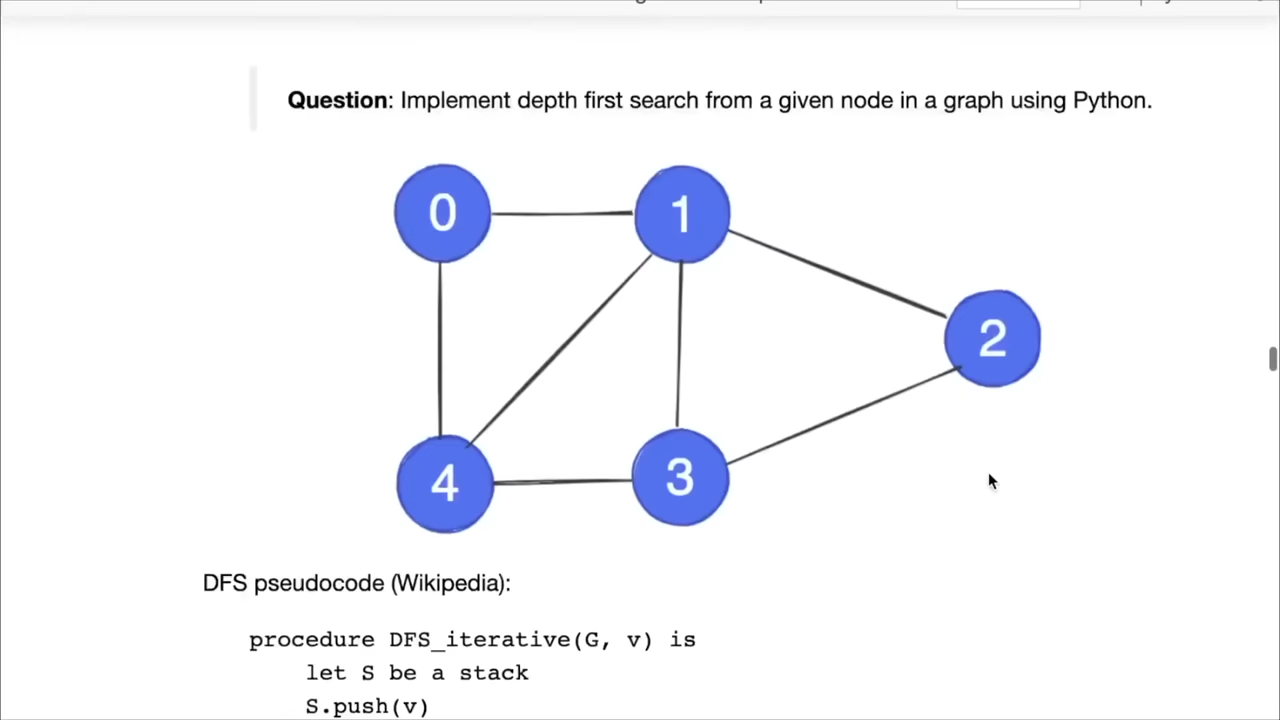 Question: Implement depth first search from a given node in a graph using Python.
0
1
2
4
3
DFS pseudocode (Wikipedia):
procedure DFS_iterative(G, v) is
let S be a stack
S.push(v)